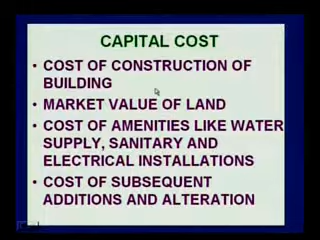 CAPITAL COST
• COST OF CONSTRUCTION OF
BUILDING
• MARKET VALUE OF LAND
• COST OF AMENITIES LIKE WATER
SUPPLY, SANITARY AND
ELECTRICAL INSTALLATIONS
• COST OF SUBSEQUENT
ADDITIONS AND ALTERATION